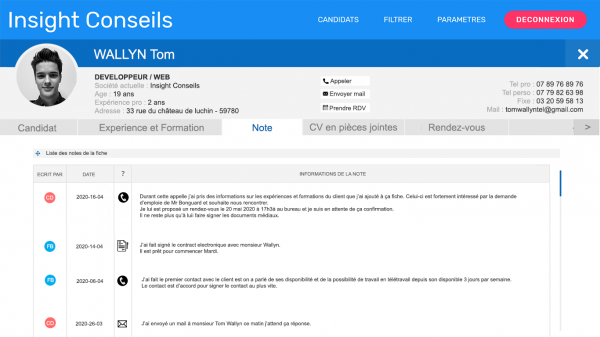 Insight Conseils
CANDIDATS FILTRER PARAMETRES DECONNEXION
WALLYN Tom
DEVELOPPEUR / WEB
Société actuelle : Insight Conseils
Age : 19 ans
Expérience pro : 2 ans
Adresse : 33 rue du château de luchin - 59780
Appeler
Envoyer mail
Prendre RDV
Tel pro : 07 89 76 89 76
Tel perso : 07 79 82 63 98
Fixe : 03 20 59 58 13
Mail : tomwallyntel@gmail.com
Candidat Experience et Formation Note CV en pièces jointes Rendez-vous A >
Liste des notes de la fiche
ECRIT PAR DATE ? INFORMATIONS DE LA NOTE
CD 2020-16-04
Durant cette appelle j'ai pris des informations sur les expériences et formations du client que j'ai ajouté à ça fiche. Celui-ci est fortement intéressé par la demande
d'emploie de Mr Bonguard et souhaite nous rencontrer.
Je lui est proposé un rendez-vous le 20 mai 2020 à 17h3à au bureau et je suis en attente de ça confirmation.
Il ne reste plus qu'à lui faire signer les documents médiaux.
FB 2020-14-04
J'ai fait signé le contract electronique avec monsieur Wallyn.
Il est prêt pour commencer Mardi.
FB 2020-06-04
J'ai fait le premier contact avec le client est on a parlé de ses disponibilité et de la possibilité de travail en télétravail depuis son disponible 3 jours par semaine.
Le contact est d'accord pour signer le contact au plus vite.
CD 2020-26-03
J'ai envoyé un mail à monsieur Tom Wallyn ce matin j'attend ça réponse.